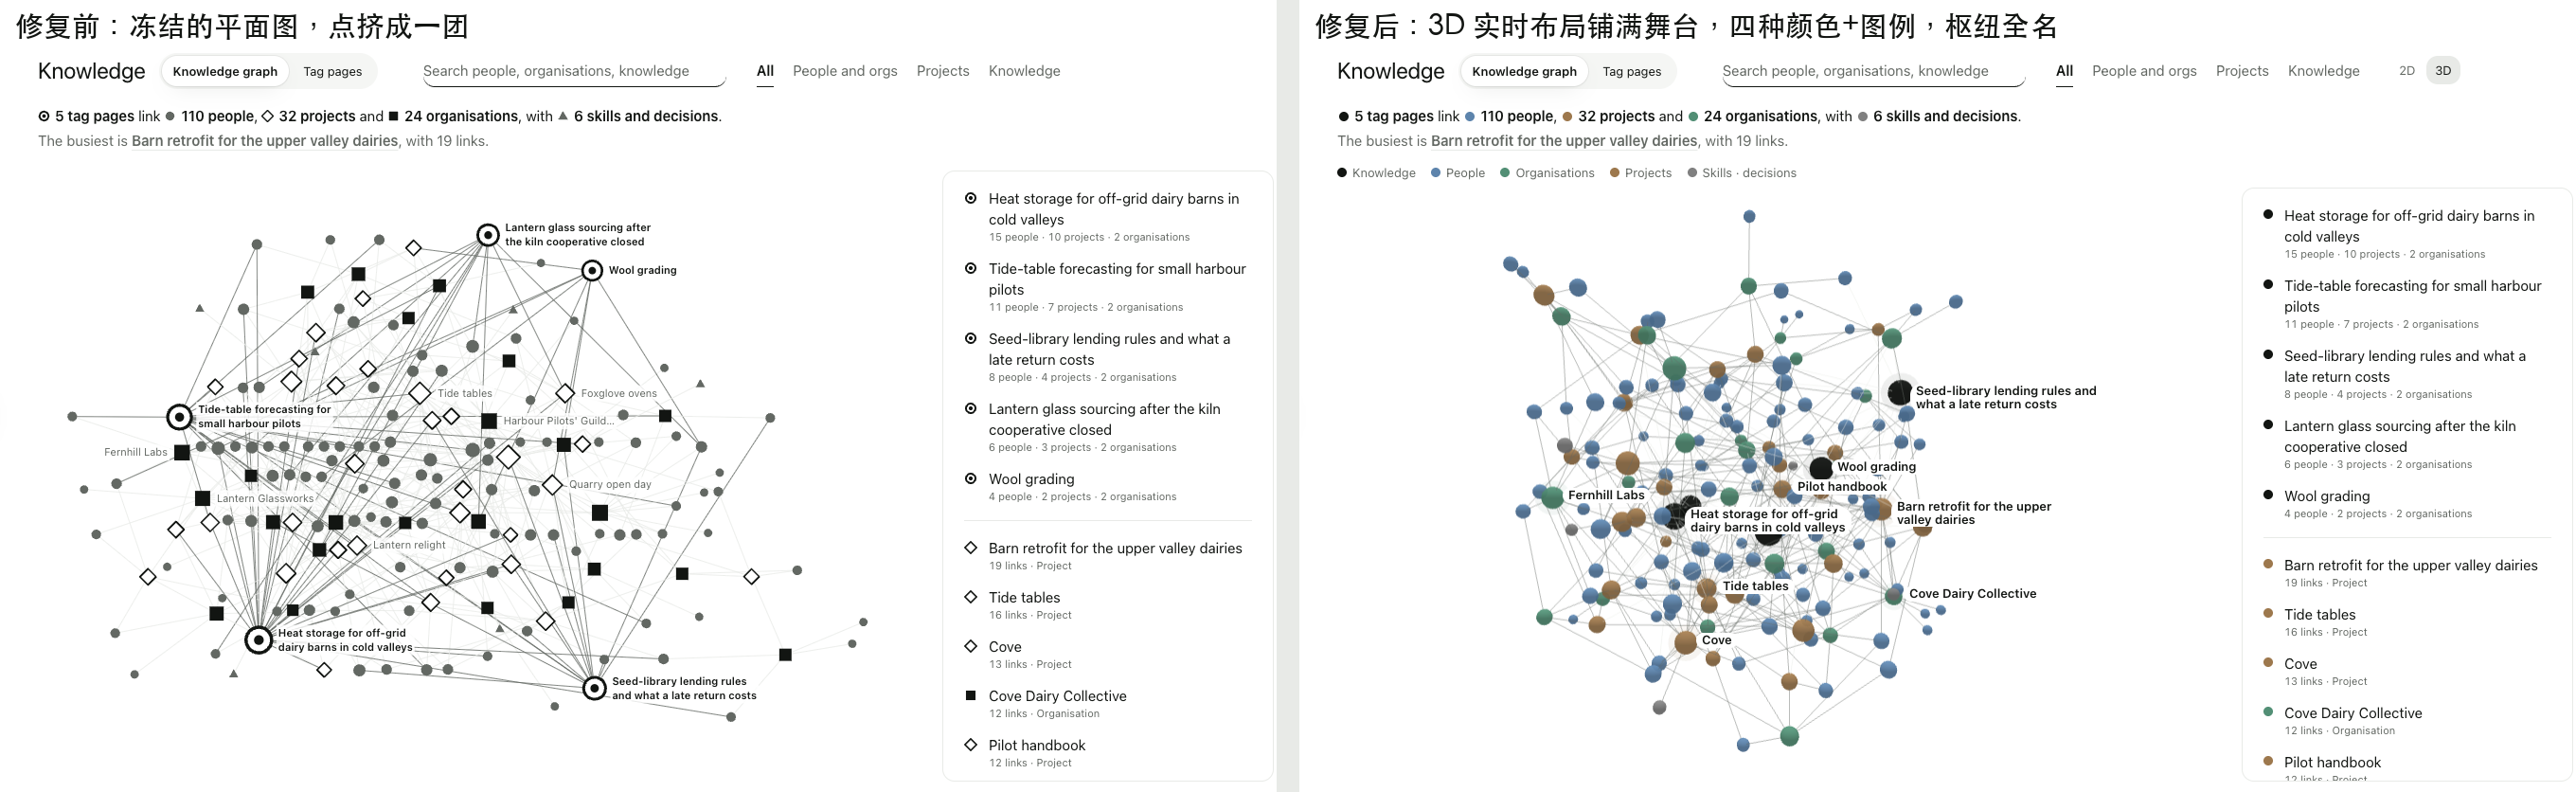 修复前：冻结的平面图，点挤成一团
Knowledge
Knowledge graph
Tag pages
Search people, organisations, knowledge
All
People and orgs
Projects
Knowledge
5 tag pages link 110 people, 32 projects and 24 organisations, with 6 skills and decisions.
The busiest is Barn retrofit for the upper valley dairies, with 19 links.
Lantern glass sourcing after
the kiln cooperative closed
Wool grading
Tide tables
Foxglove ovens
Tide-table forecasting for
small harbour pilots
Harbour Pilots' Guild...
Fernhill Labs
Quarry open day
Lantern Glassworks
Lantern relight
Heat storage for off-grid
dairy barns in cold valleys
Seed-library lending rules
and what a late return costs
Heat storage for off-grid dairy barns in
cold valleys
15 people · 10 projects · 2 organisations
Tide-table forecasting for small harbour
pilots
11 people · 7 projects · 2 organisations
Seed-library lending rules and what a
late return costs
8 people · 4 projects · 2 organisations
Lantern glass sourcing after the kiln
cooperative closed
6 people · 3 projects · 2 organisations
Wool grading
4 people · 2 projects · 2 organisations
Barn retrofit for the upper valley dairies
19 links · Project
Tide tables
16 links · Project
Cove
13 links · Project
Cove Dairy Collective
12 links · Organisation
Pilot handbook
12 links · Project
修复后：3D 实时布局铺满舞台，四种颜色+图例，枢纽全名
Knowledge
Knowledge graph
Tag pages
Search people, organisations, knowledge
All
People and orgs
Projects
Knowledge
2D
3D
5 tag pages link 110 people, 32 projects and 24 organisations, with 6 skills and decisions.
The busiest is Barn retrofit for the upper valley dairies, with 19 links.
Knowledge
People
Organisations
Projects
Skills · decisions
Seed-library lending rules and
what a late return costs
Wool grading
Pilot handbook
Fernhill Labs
Barn retrofit for the upper
valley dairies
Heat storage for off-grid
dairy barns in cold valleys
Tide tables
Cove Dairy Collective
Cove
Heat storage for off-grid dairy barns in
cold valleys
15 people · 10 projects · 2 organisations
Tide-table forecasting for small harbour
pilots
11 people · 7 projects · 2 organisations
Seed-library lending rules and what a
late return costs
8 people · 4 projects · 2 organisations
Lantern glass sourcing after the kiln
cooperative closed
6 people · 3 projects · 2 organisations
Wool grading
4 people · 2 projects · 2 organisations
Barn retrofit for the upper valley dairies
19 links · Project
Tide tables
16 links · Project
Cove
13 links · Project
Cove Dairy Collective
12 links · Organisation
Pilot handbook
12 links · Project